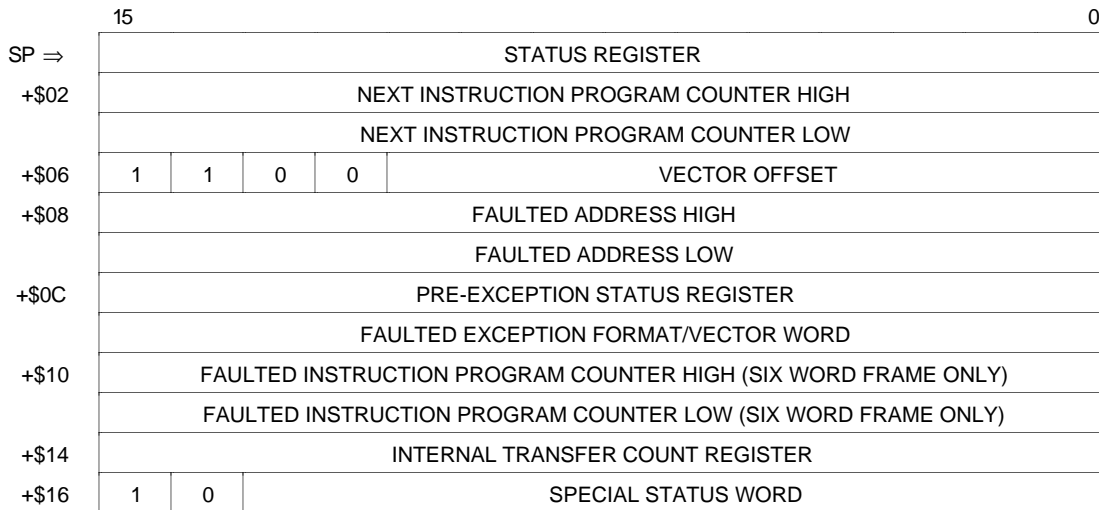 15 0
SP ⇒ STATUS REGISTER
+$02 NEXT INSTRUCTION PROGRAM COUNTER HIGH
NEXT INSTRUCTION PROGRAM COUNTER LOW
+$06 1 1 0 0 VECTOR OFFSET
+$08 FAULTED ADDRESS HIGH
FAULTED ADDRESS LOW
+$0C PRE-EXCEPTION STATUS REGISTER
FAULTED EXCEPTION FORMAT/VECTOR WORD
+$10 FAULTED INSTRUCTION PROGRAM COUNTER HIGH (SIX WORD FRAME ONLY)
FAULTED INSTRUCTION PROGRAM COUNTER LOW (SIX WORD FRAME ONLY)
+$14 INTERNAL TRANSFER COUNT REGISTER
+$16 1 0 SPECIAL STATUS WORD